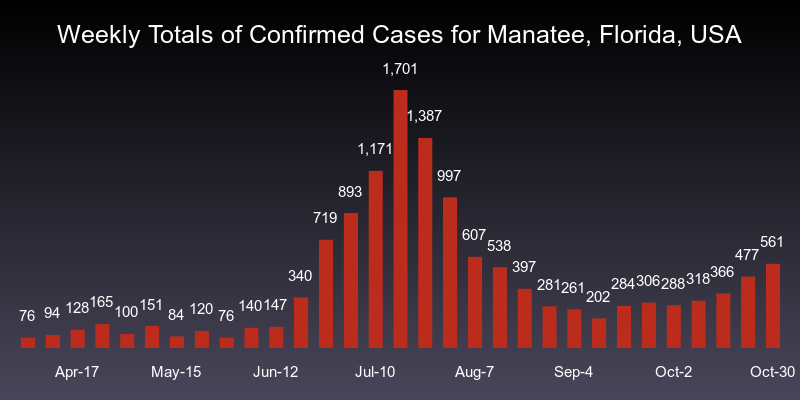 Weekly Totals of Confirmed Cases for Manatee, Florida, USA
76 94 128 165 100 151 84 120 76 140 147 340 719 893 1,171 1,701 1,387 997 607 538 397 281 261 202 284 306 288 318 366 477 561
Apr-17 May-15 Jun-12 Jul-10 Aug-7 Sep-4 Oct-2 Oct-30